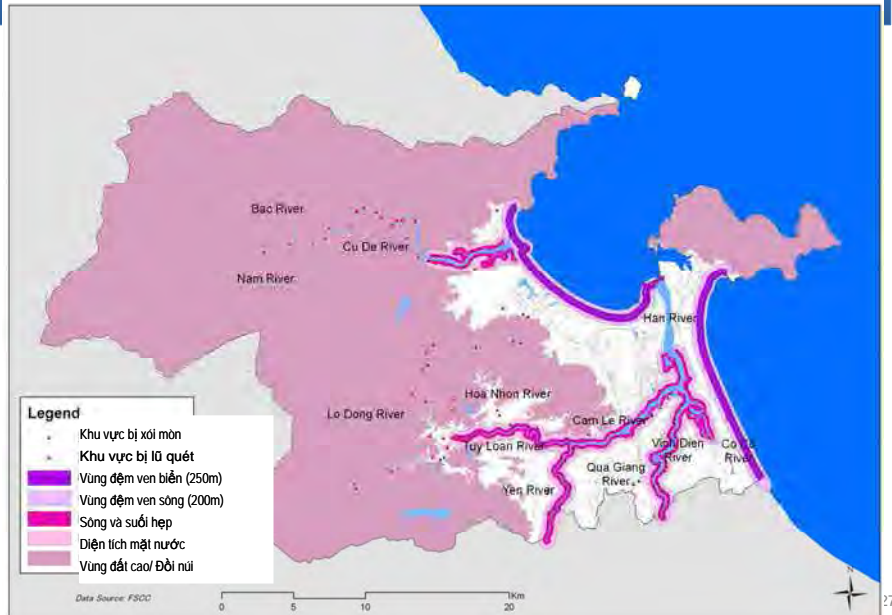 Bac River
Cu De River
Nam River
Han River
Hoa Nhon River
Lo Dong River
Cam Le River
Tuy Loan River
Vinh Dien River
Co Co River
Qua Giang River
Yen River
Legend
Khu vực bị xói mòn
Khu vực bị lũ quét
Vùng đệm ven biển (250m)
Vùng đệm ven sông (200m)
Sông và suối hẹp
Diện tích mặt nước
Vùng đất cao/ Đồi núi
Data Source: FSCC
Km
0 5 10 20
N
27